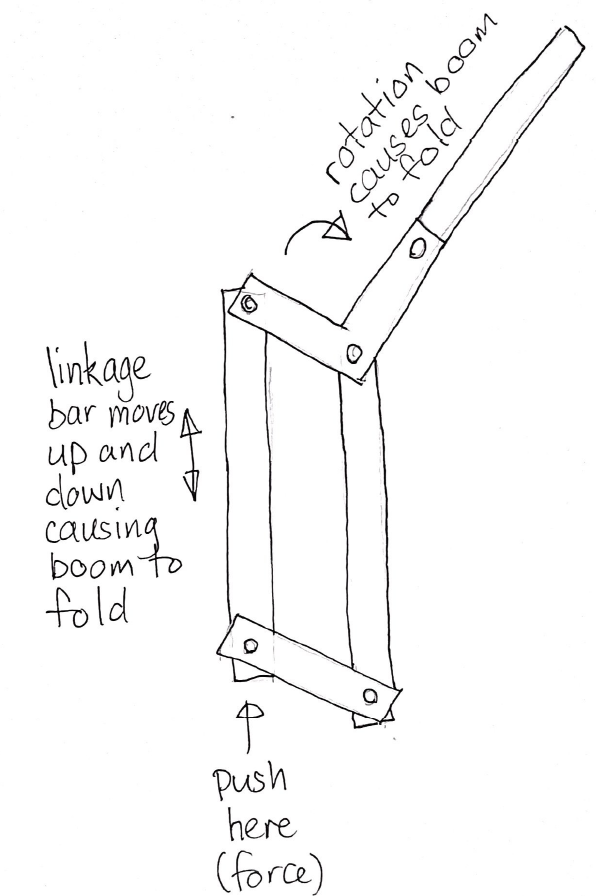 rotation
causes boom
to fold
linkage
bar moves
up and
down
causing
boom to
fold
push
here
(force)